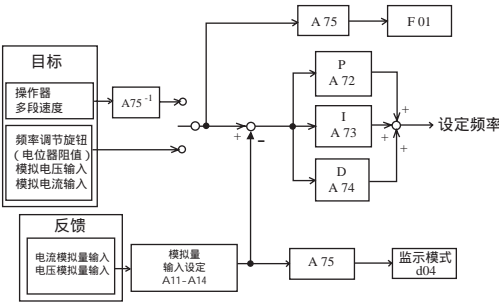 A 75
F 01
目标
操作器
多段速度
A75⁻¹
频率调节旋钮
(电位器阻值)
模拟电压输入
模拟电流输入
P
A 72
I
A 73
D
A 74
+
-
+
+
+
设定频率
反馈
电流模拟量输入
电压模拟量输入
模拟量
输入设定
A11-A14
A 75
监示模式
d04